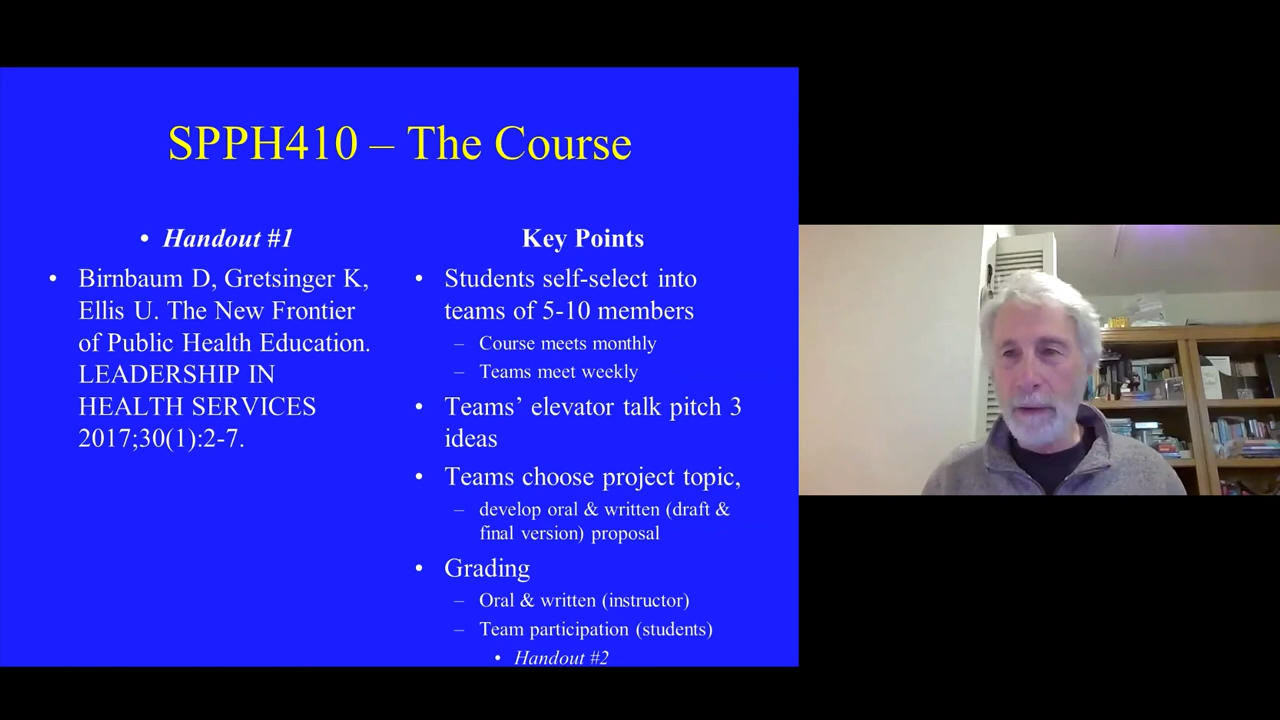 SPPH410 – The Course
• Handout #1
• Birnbaum D, Gretsinger K,
Ellis U. The New Frontier
of Public Health Education.
LEADERSHIP IN
HEALTH SERVICES
2017;30(1):2-7.
Key Points
• Students self-select into
teams of 5-10 members
– Course meets monthly
– Teams meet weekly
• Teams’ elevator talk pitch 3
ideas
• Teams choose project topic,
– develop oral & written (draft &
final version) proposal
• Grading
– Oral & written (instructor)
– Team participation (students)
• Handout #2